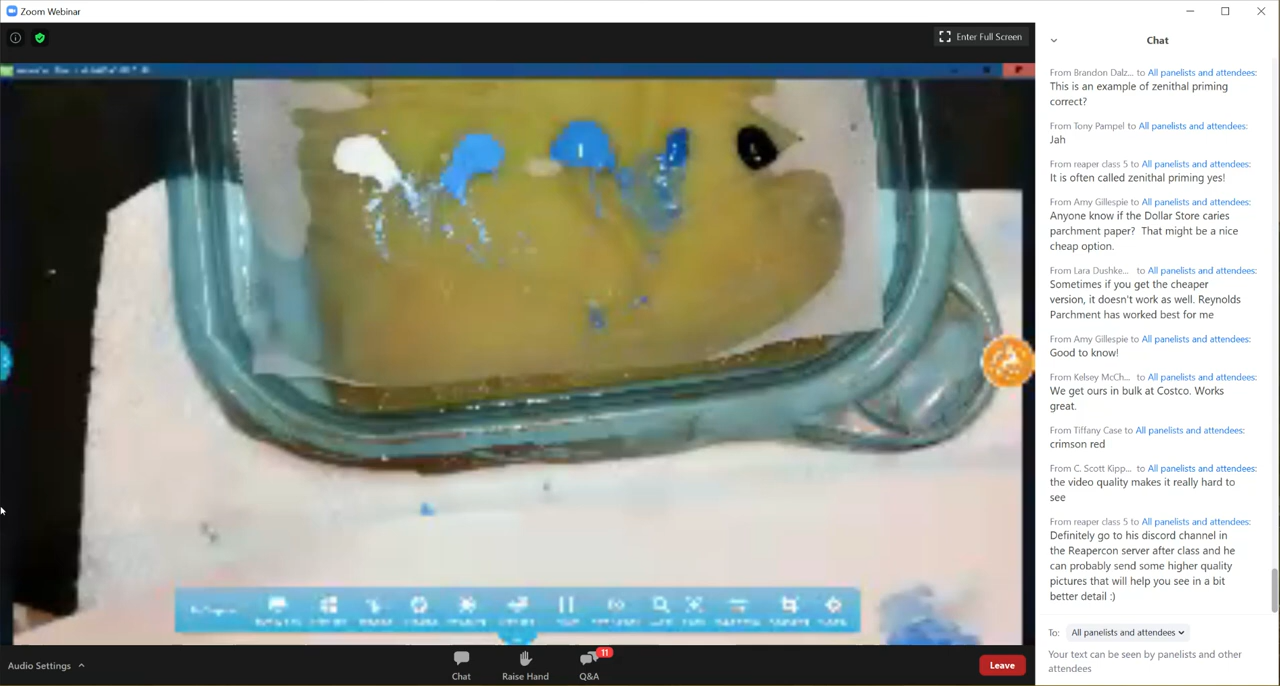 Zoom Webinar
Enter Full Screen
Chat
From Brandon Dalz... to All panelists and attendees:
This is an example of zenithal priming
correct?
From Tony Pampel to All panelists and attendees:
Jah
From reaper class 5 to All panelists and attendees:
It is often called zenithal priming yes!
From Amy Gillespie to All panelists and attendees:
Anyone know if the Dollar Store caries
parchment paper?  That might be a nice
cheap option.
From Lara Dushke... to All panelists and attendees:
Sometimes if you get the cheaper
version, it doesn't work as well. Reynolds
Parchment has worked best for me
From Amy Gillespie to All panelists and attendees:
Good to know!
From Kelsey McCh... to All panelists and attendees:
We get ours in bulk at Costco. Works
great.
From Tiffany Case to All panelists and attendees:
crimson red
From C. Scott Kipp... to All panelists and attendees:
the video quality makes it really hard to
see
From reaper class 5 to All panelists and attendees:
Definitely go to his discord channel in
the Reapercon server after class and he
can probably send some higher quality
pictures that will help you see in a bit
better detail :)
To: All panelists and attendees
Your text can be seen by panelists and other
attendees
Audio Settings
Chat
Raise Hand
11
Q&A
Leave